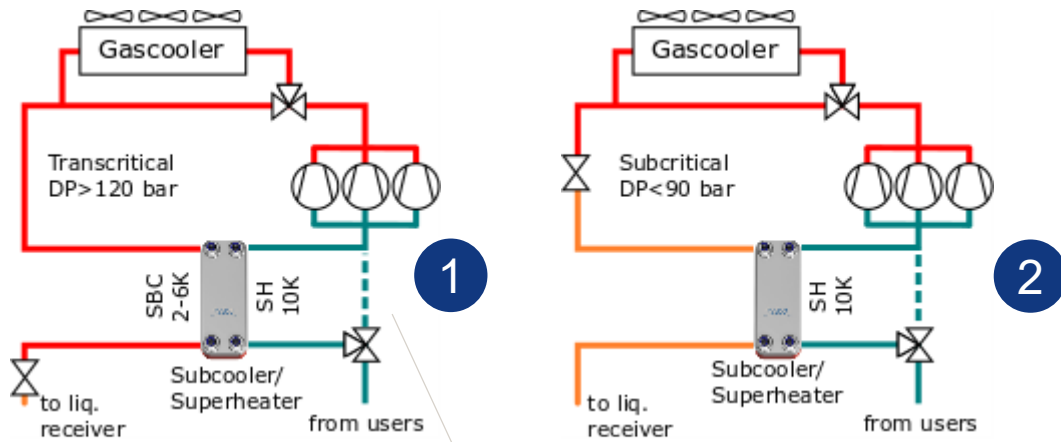 Gascooler
Transcritical
DP>120 bar
SBC
2-6K
SH
10K
1
Subcooler/
Superheater
to liq.
receiver
from users
Gascooler
Subcritical
DP<90 bar
SH
10K
2
Subcooler/
Superheater
to liq.
receiver
from users